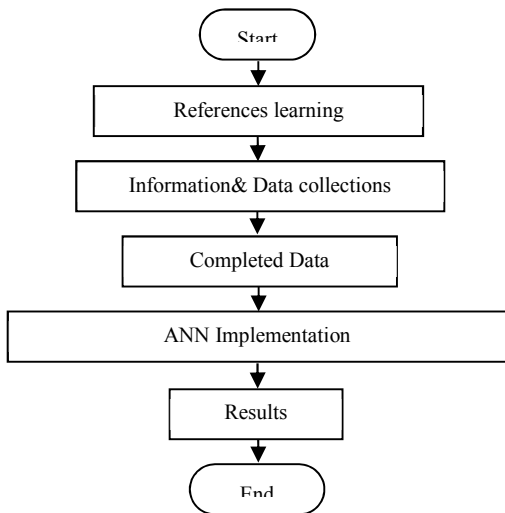 Start
References learning
Information& Data collections
Completed Data
ANN Implementation
Results
End